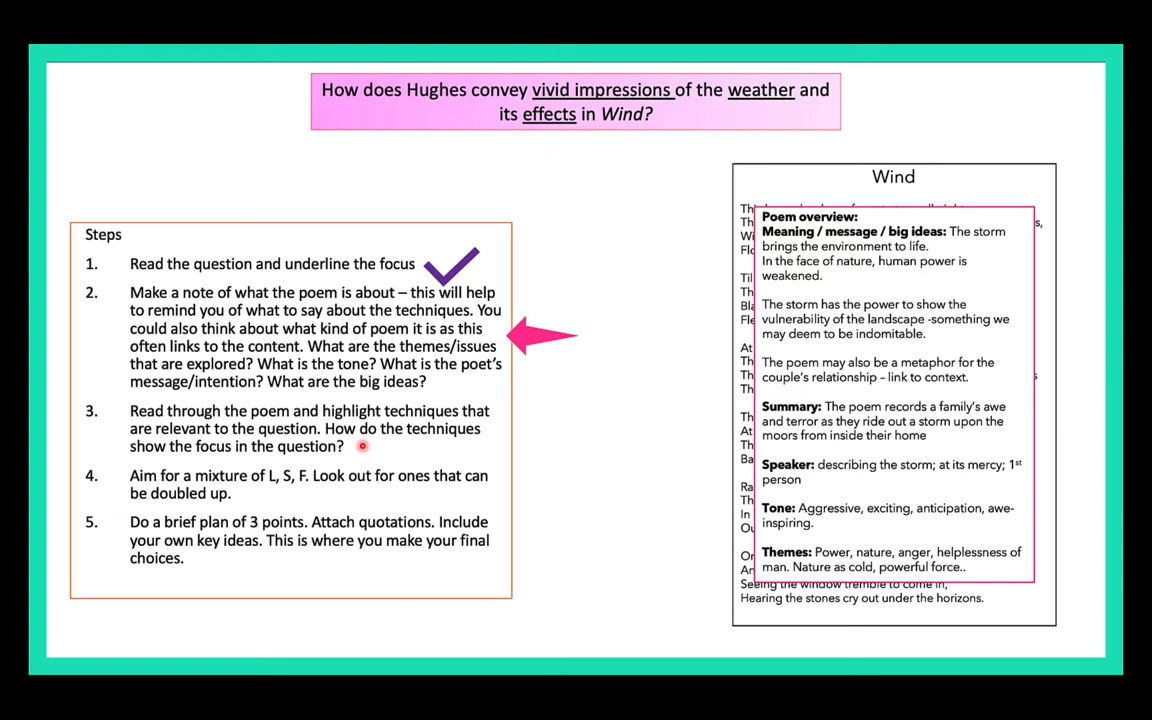 How does Hughes convey vivid impressions of the weather and
its effects in Wind?
Steps
1. Read the question and underline the focus
2. Make a note of what the poem is about – this will help
to remind you of what to say about the techniques. You
could also think about what kind of poem it is as this
often links to the content. What are the themes/issues
that are explored? What is the tone? What is the poet's
message/intention? What are the big ideas?
3. Read through the poem and highlight techniques that
are relevant to the question. How do the techniques
show the focus in the question?
4. Aim for a mixture of L, S, F. Look out for ones that can
be doubled up.
5. Do a brief plan of 3 points. Attach quotations. Include
your own key ideas. This is where you make your final
choices.
Wind
Poem overview:
Meaning / message / big ideas: The storm
brings the environment to life.
In the face of nature, human power is
weakened.
The storm has the power to show the
vulnerability of the landscape -something we
may deem to be indomitable.
The poem may also be a metaphor for the
couple's relationship – link to context.
Summary: The poem records a family's awe
and terror as they ride out a storm upon the
moors from inside their home
Speaker: describing the storm; at its mercy; 1st
person
Tone: Aggressive, exciting, anticipation, awe-
inspiring.
Themes: Power, nature, anger, helplessness of
man. Nature as cold, powerful force..
Seeing the window tremble to come in,
Hearing the stones cry out under the horizons.